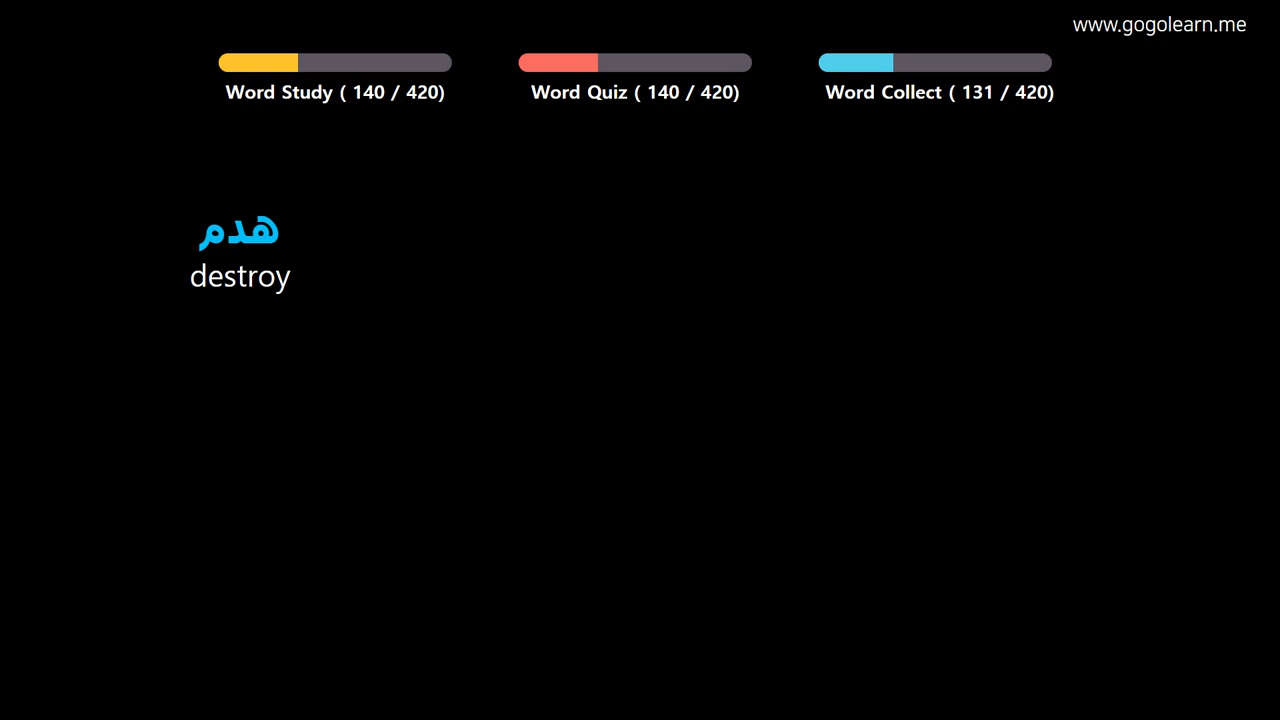 www.gogolearn.me
Word Study ( 140 / 420)
Word Quiz ( 140 / 420)
Word Collect ( 131 / 420)
هدم
destroy